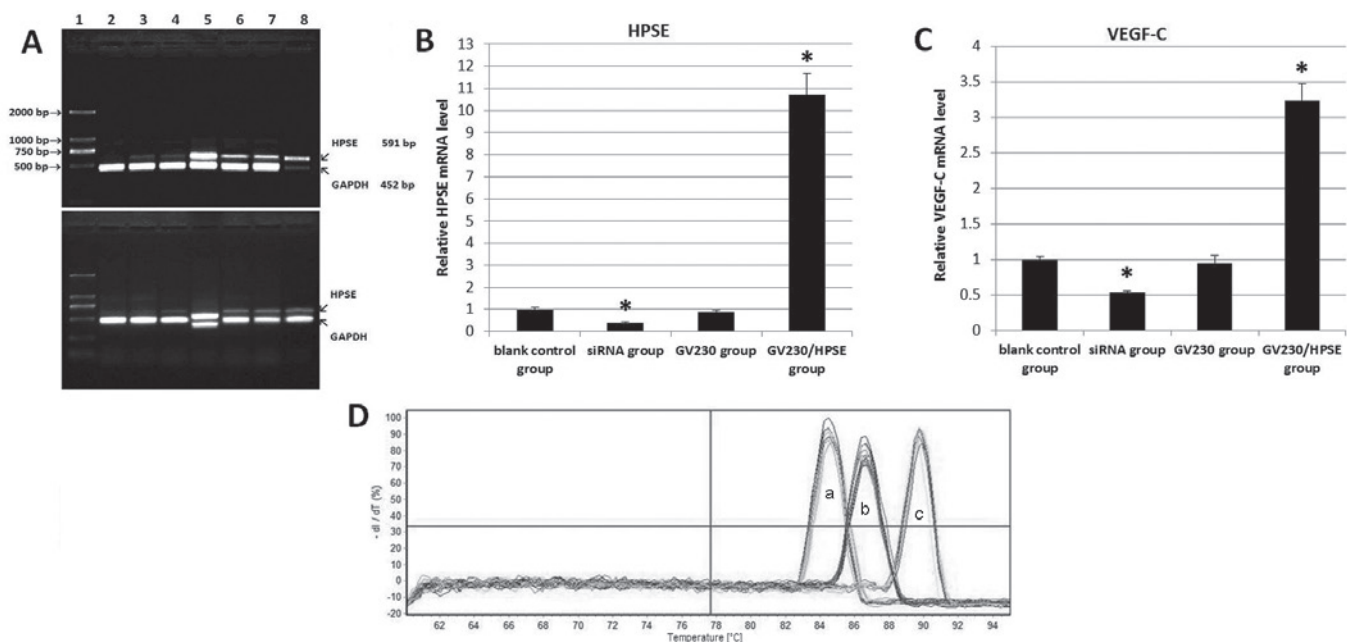 A
1 2 3 4 5 6 7 8
2000 bp→
1000 bp→
750 bp→
500 bp→
HPSE 591 bp
GAPDH 452 bp
HPSE
GAPDH
B
HPSE
Relative HPSE mRNA level
13
12
11
10
9
8
7
6
5
4
3
2
1
0
*
*
blank control group
siRNA group
GV230 group
GV230/HPSE group
C
VEGF-C
Relative VEGF-C mRNA level
4
3.5
3
2.5
2
1.5
1
0.5
0
*
*
blank control group
siRNA group
GV230 group
GV230/HPSE group
D
- dI / dT (%)
100
90
80
70
60
50
40
30
20
10
0
-10
-20
a
b
c
62 64 66 68 70 72 74 76 78 80 82 84 86 88 90 92 94
Temperature [°C]